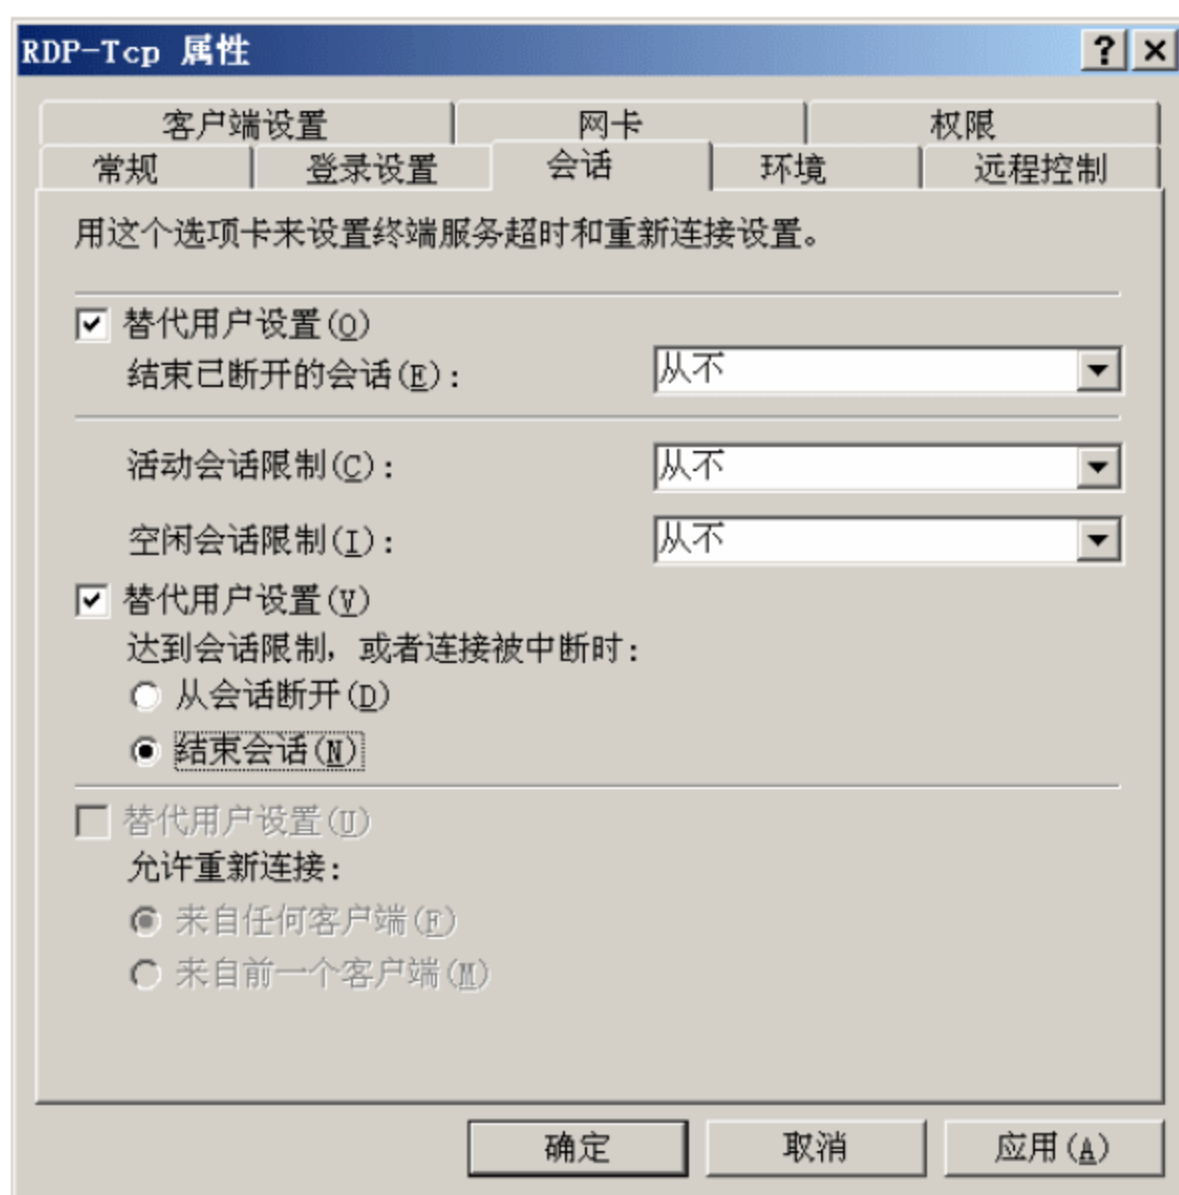 RDP-Tcp 属性
客户端设置 网卡 权限
常规 登录设置 会话 环境 远程控制
用这个选项卡来设置终端服务超时和重新连接设置。
替代用户设置(O)
结束已断开的会话(E): 从不
活动会话限制(C): 从不
空闲会话限制(I): 从不
替代用户设置(V)
达到会话限制，或者连接被中断时:
从会话断开(D)
结束会话(N)
替代用户设置(U)
允许重新连接:
来自任何客户端(F)
来自前一个客户端(M)
确定 取消 应用(A)